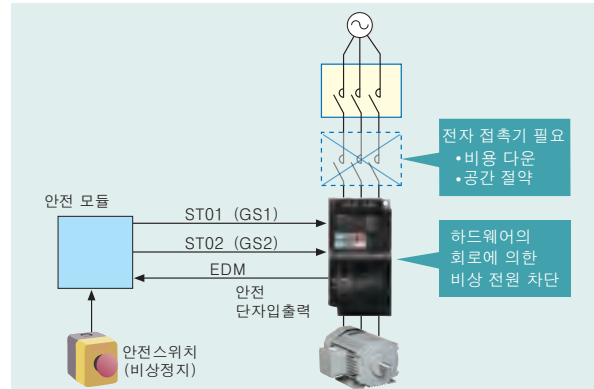 전자 접촉기 필요
•비용 다운
•공간 절약
안전 모듈
ST01 (GS1)
ST02 (GS2)
EDM
안전
단자입출력
하드웨어의
회로에 의한
비상 전원 차단
안전스위치
(비상정지)